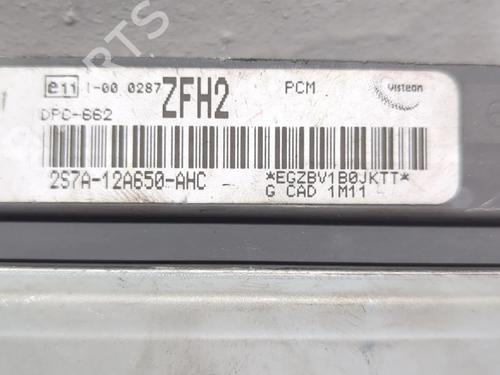 e11 I-00 0287 ZFH2 PCM Visteon
DPC-662
2S7A-12A650-AHC *EGZBV1B0JKTT*
G CAD 1M11